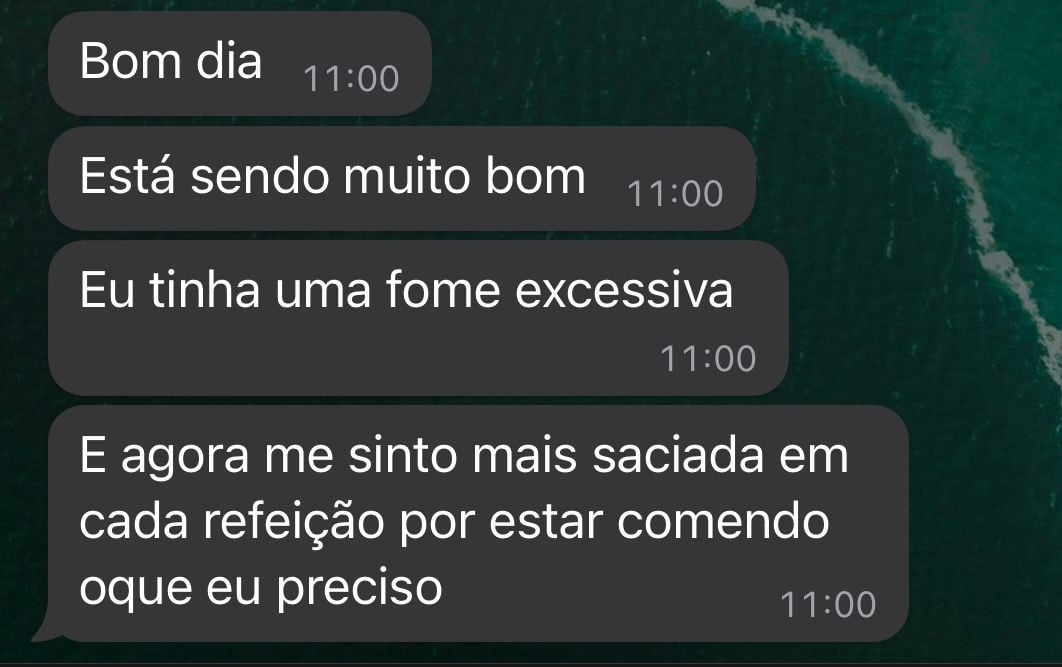 Bom dia 11:00
Está sendo muito bom 11:00
Eu tinha uma fome excessiva
11:00
E agora me sinto mais saciada em
cada refeição por estar comendo
oque eu preciso 11:00